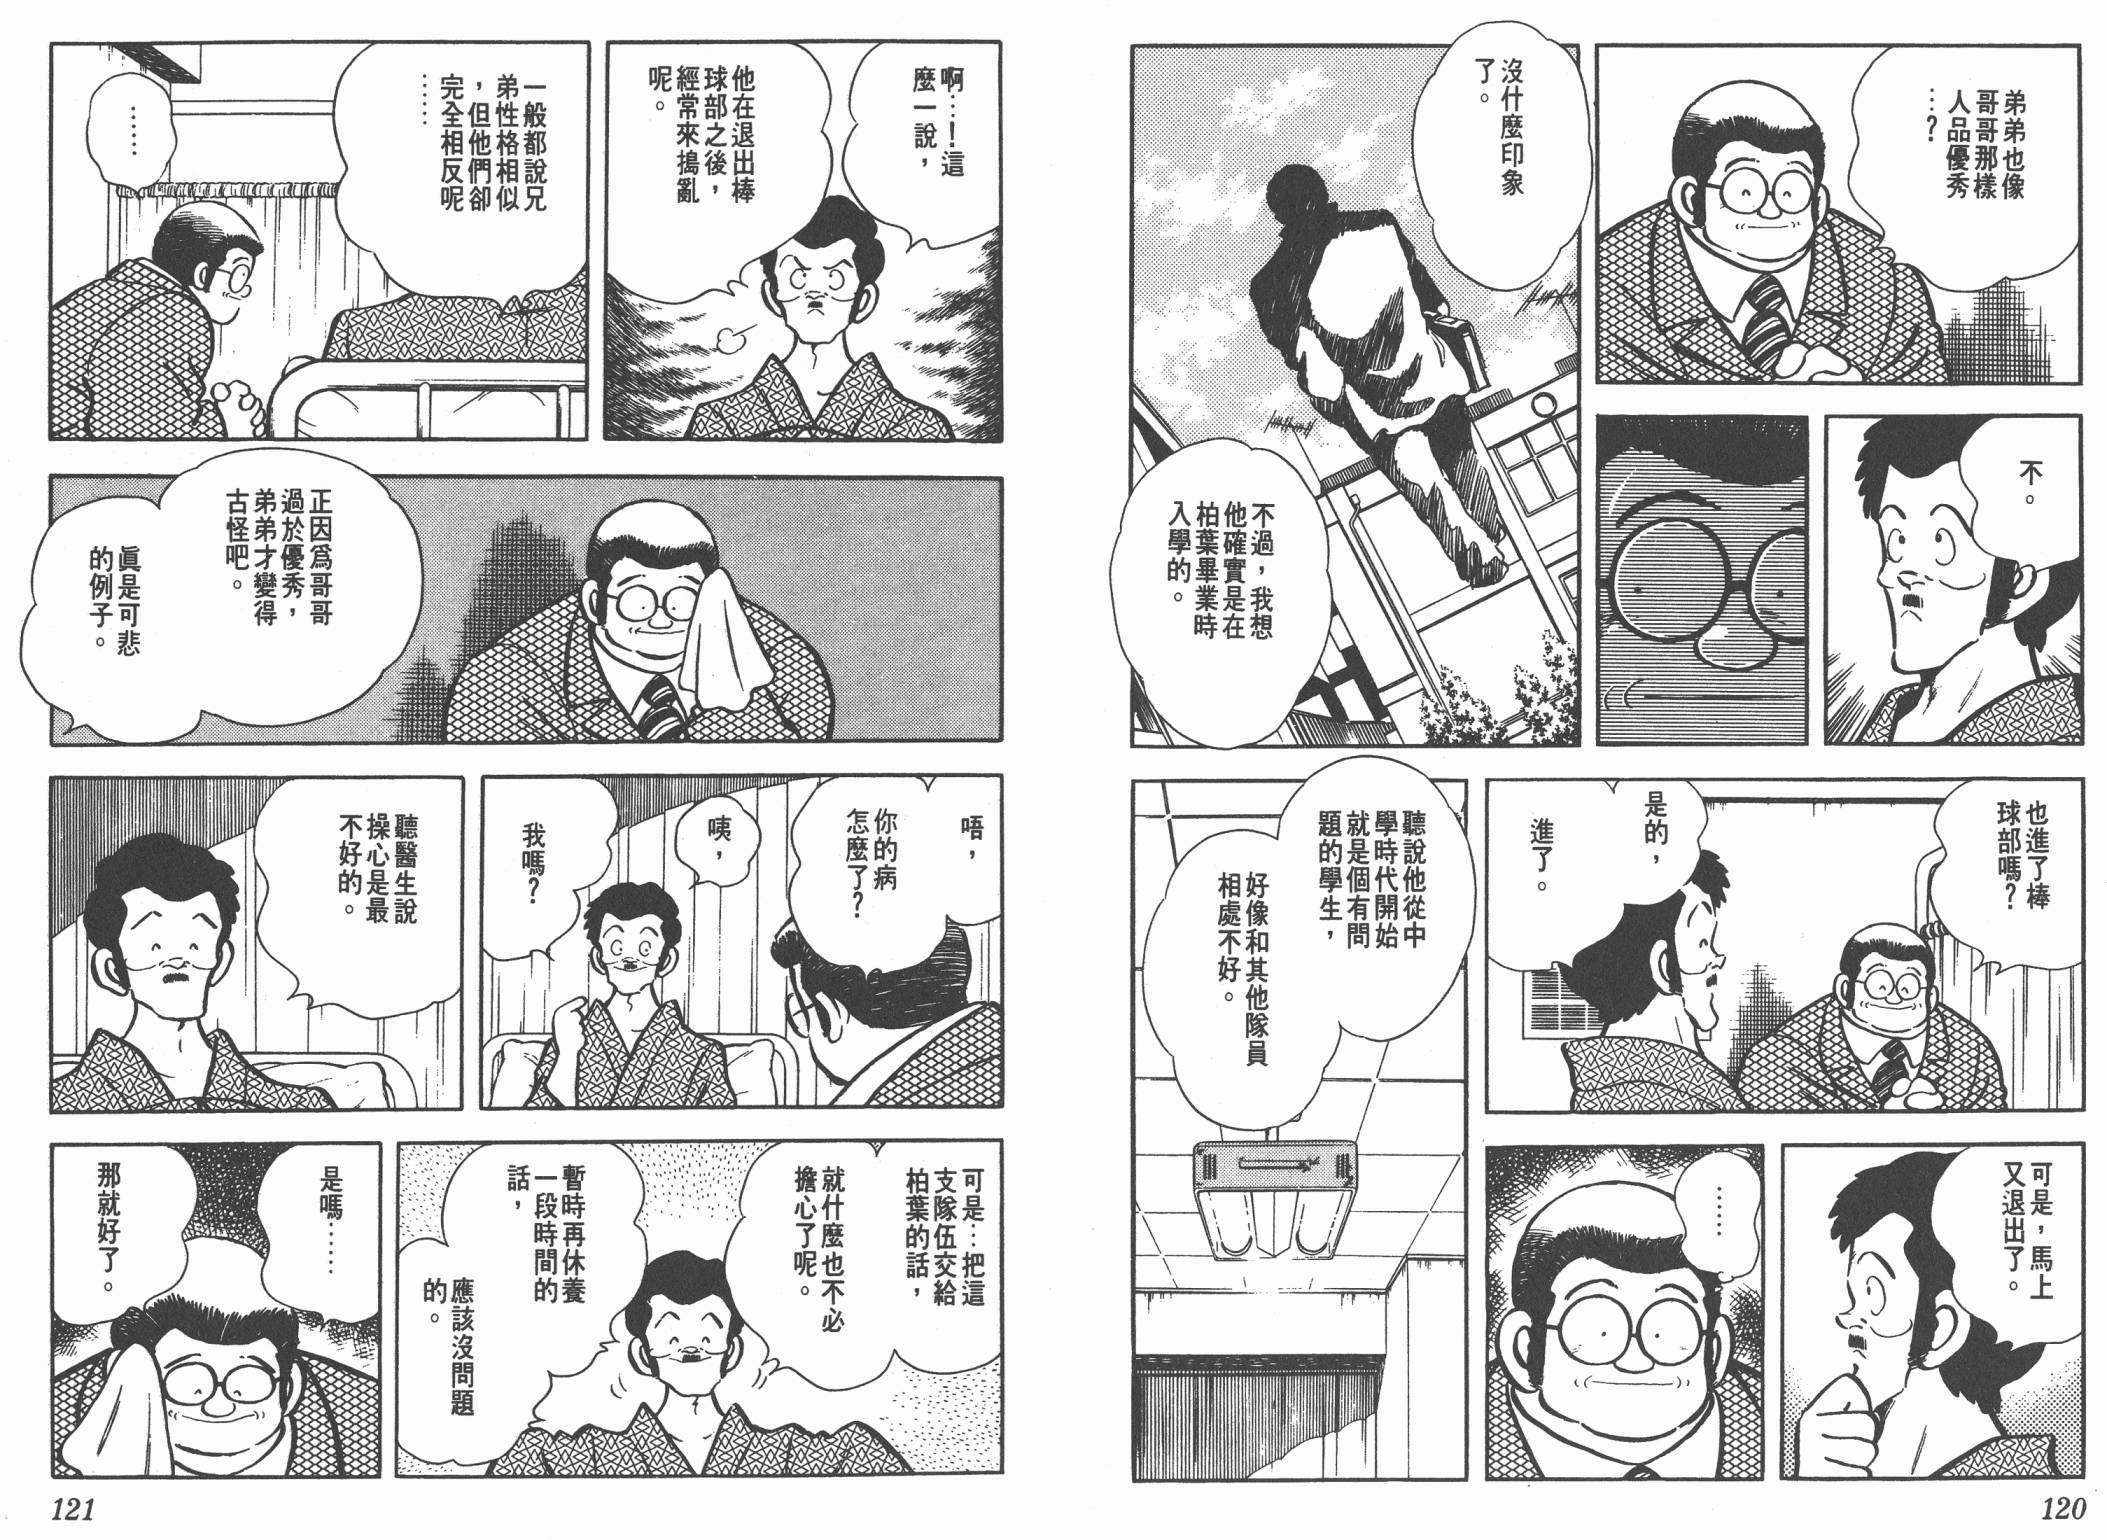 弟弟也像
哥哥那樣
人品優秀
…？
不。
沒什麼印象
了。
不過，我想
他確實是在
柏葉畢業時
入學的。
也進了棒
球部嗎？
是的，
進了。
聽說他從中
學時代開始
就是個有問
題的學生，
好像和其他隊員
相處不好。
可是，馬上
又退出了。
……
120
啊…！這
麼一說，
他在退出棒
球部之後，
經常來搗亂
呢。
一般都說兄
弟性格相似
，但他們卻
完全相反呢
……
……
正因為哥哥
過於優秀，
弟弟才變得
古怪吧。
眞是可悲
的例子。
唔，
你的病
怎麼了？
咦，
我嗎？
聽醫生說
操心是最
不好的。
可是…把這
支隊伍交給
柏葉的話，
就什麼也不必
擔心了呢。
暫時再休養
一段時間的
話，
應該沒問題
的。
是嗎……
那就好了。
121